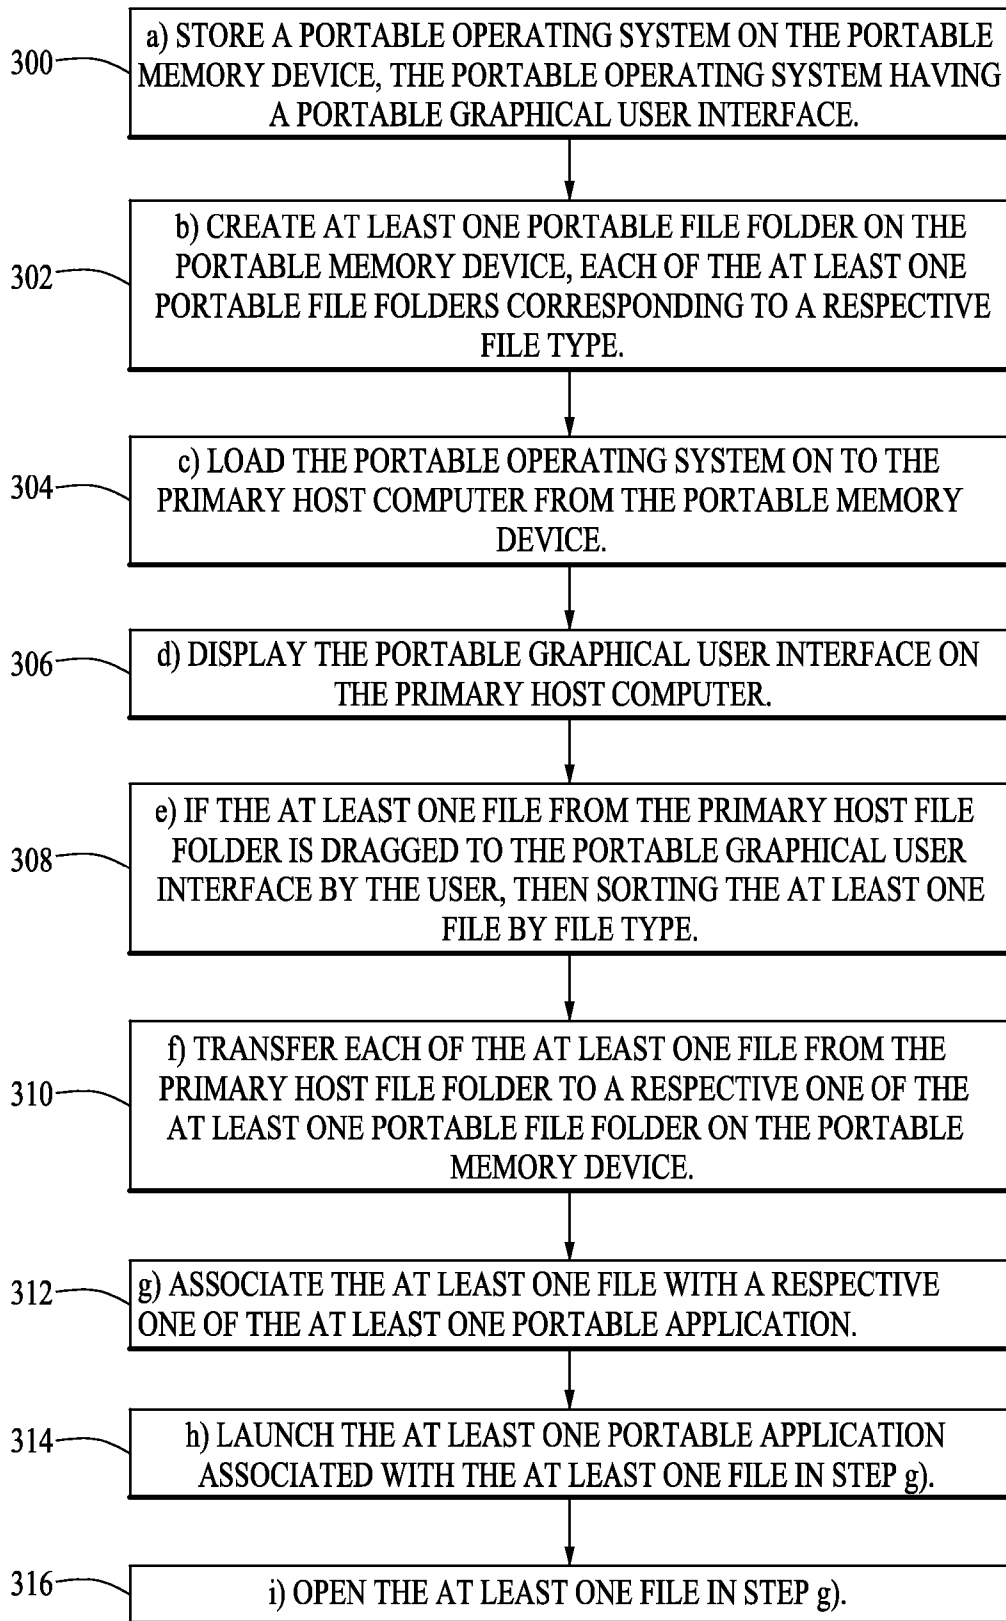 300
a) STORE A PORTABLE OPERATING SYSTEM ON THE PORTABLE
MEMORY DEVICE, THE PORTABLE OPERATING SYSTEM HAVING
A PORTABLE GRAPHICAL USER INTERFACE.
302
b) CREATE AT LEAST ONE PORTABLE FILE FOLDER ON THE
PORTABLE MEMORY DEVICE, EACH OF THE AT LEAST ONE
PORTABLE FILE FOLDERS CORRESPONDING TO A RESPECTIVE
FILE TYPE.
304
c) LOAD THE PORTABLE OPERATING SYSTEM ON TO THE
PRIMARY HOST COMPUTER FROM THE PORTABLE MEMORY
DEVICE.
306
d) DISPLAY THE PORTABLE GRAPHICAL USER INTERFACE ON
THE PRIMARY HOST COMPUTER.
308
e) IF THE AT LEAST ONE FILE FROM THE PRIMARY HOST FILE
FOLDER IS DRAGGED TO THE PORTABLE GRAPHICAL USER
INTERFACE BY THE USER, THEN SORTING THE AT LEAST ONE
FILE BY FILE TYPE.
310
f) TRANSFER EACH OF THE AT LEAST ONE FILE FROM THE
PRIMARY HOST FILE FOLDER TO A RESPECTIVE ONE OF THE
AT LEAST ONE PORTABLE FILE FOLDER ON THE PORTABLE
MEMORY DEVICE.
312
g) ASSOCIATE THE AT LEAST ONE FILE WITH A RESPECTIVE
ONE OF THE AT LEAST ONE PORTABLE APPLICATION.
314
h) LAUNCH THE AT LEAST ONE PORTABLE APPLICATION
ASSOCIATED WITH THE AT LEAST ONE FILE IN STEP g).
316
i) OPEN THE AT LEAST ONE FILE IN STEP g).